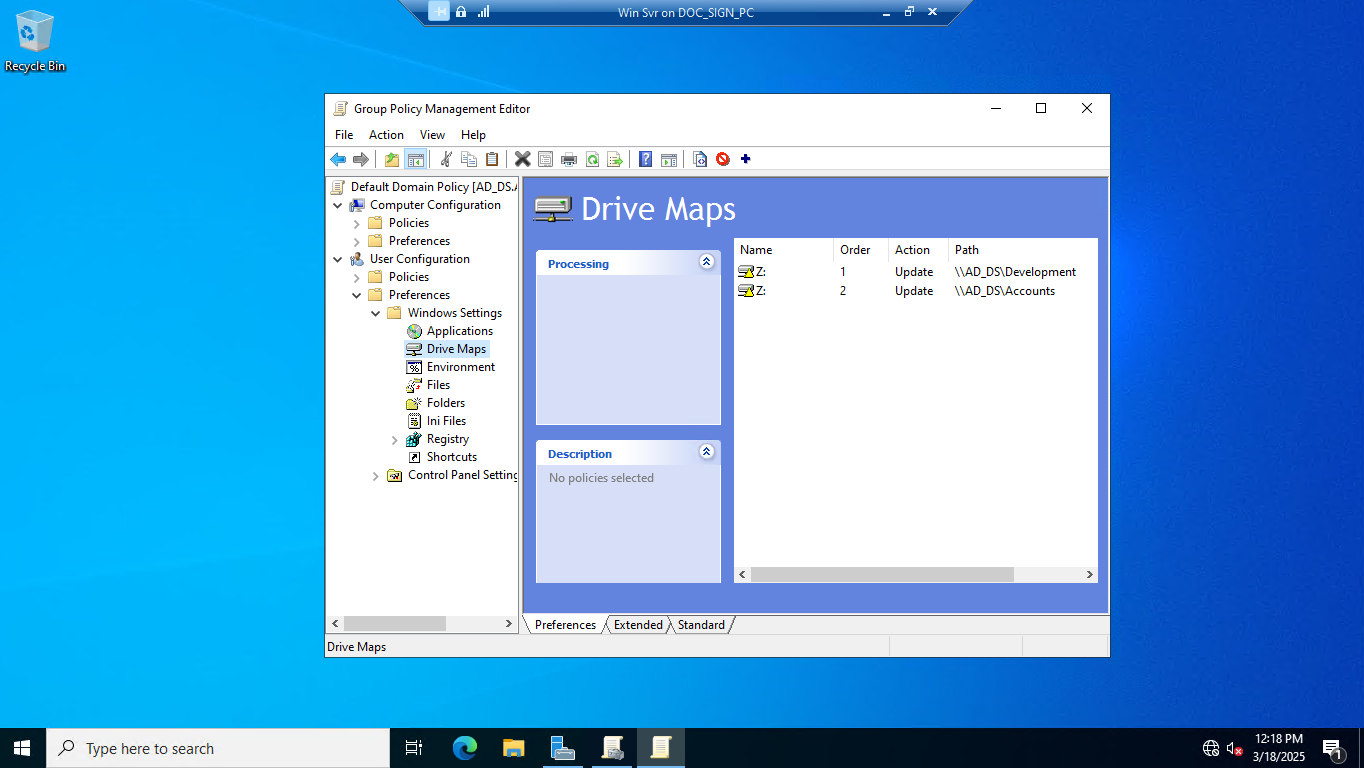 Win Svr on DOC_SIGN_PC
Recycle Bin
Group Policy Management Editor
File Action View Help
Default Domain Policy [AD_DS.
Computer Configuration
Policies
Preferences
User Configuration
Policies
Preferences
Windows Settings
Applications
Drive Maps
Environment
Files
Folders
Ini Files
Registry
Shortcuts
Control Panel Setting
Drive Maps
Processing
Description
No policies selected
Name Order Action Path
Z: 1 Update \\AD_DS\Development
Z: 2 Update \\AD_DS\Accounts
Preferences Extended Standard
Drive Maps
Type here to search
12:18 PM
3/18/2025
1